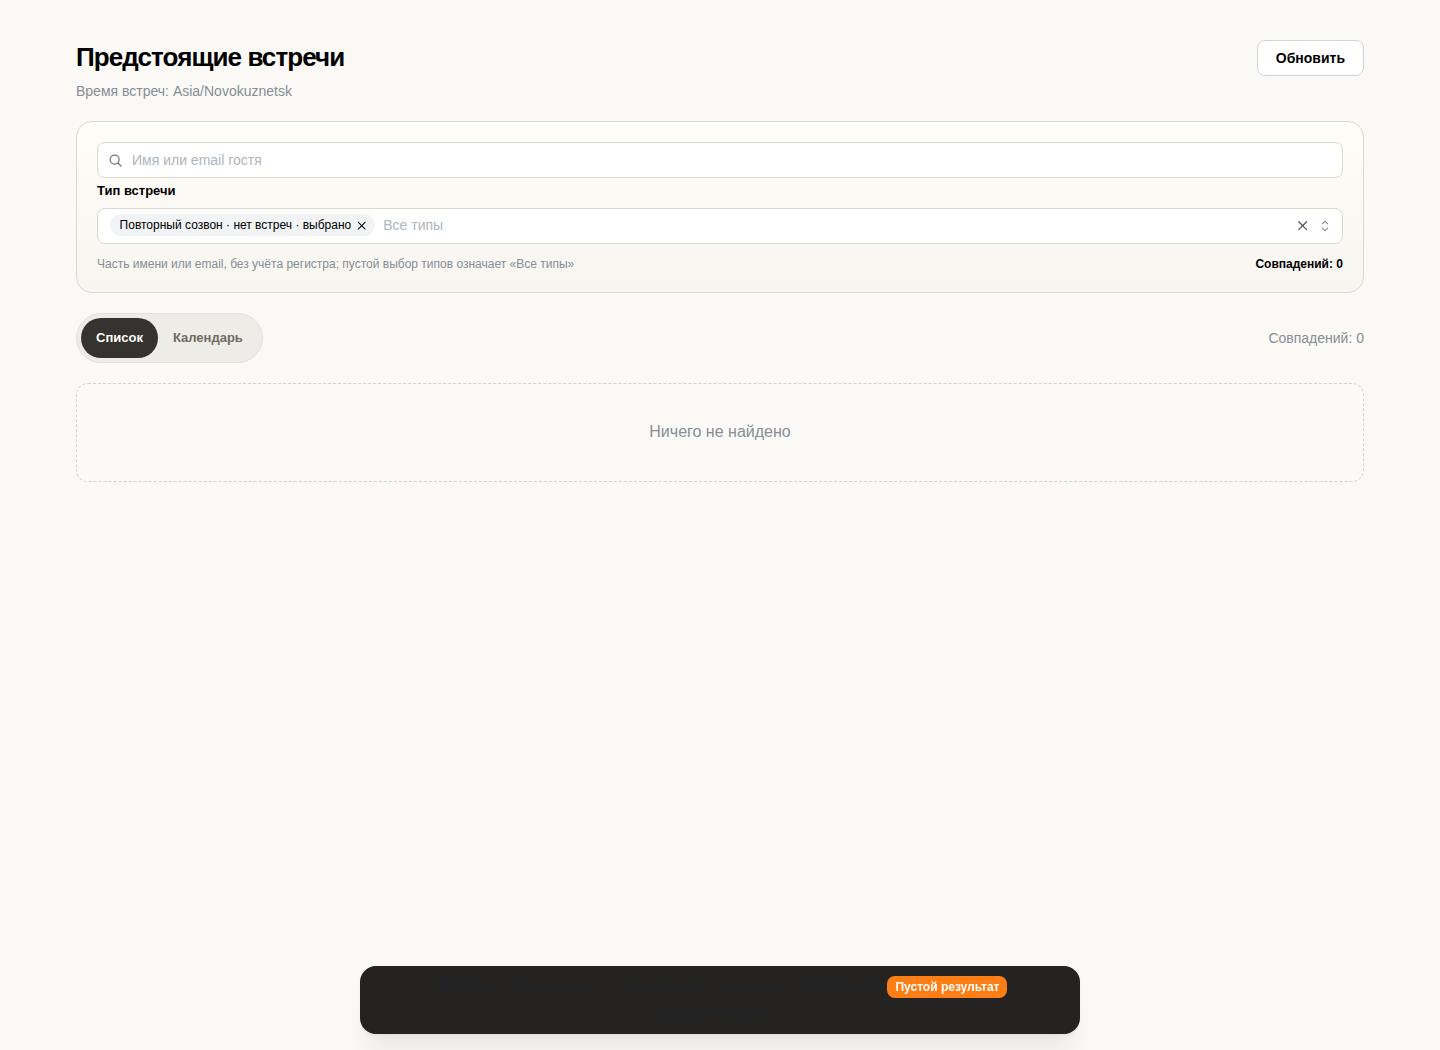 Предстоящие встречи
Обновить
Время встреч: Asia/Novokuznetsk
Имя или email гостя
Тип встречи
Повторный созвон · нет встреч · выбрано
Все типы
Часть имени или email, без учёта регистра; пустой выбор типов означает «Все типы»
Совпадений: 0
Список
Календарь
Совпадений: 0
Ничего не найдено
Пустой результат